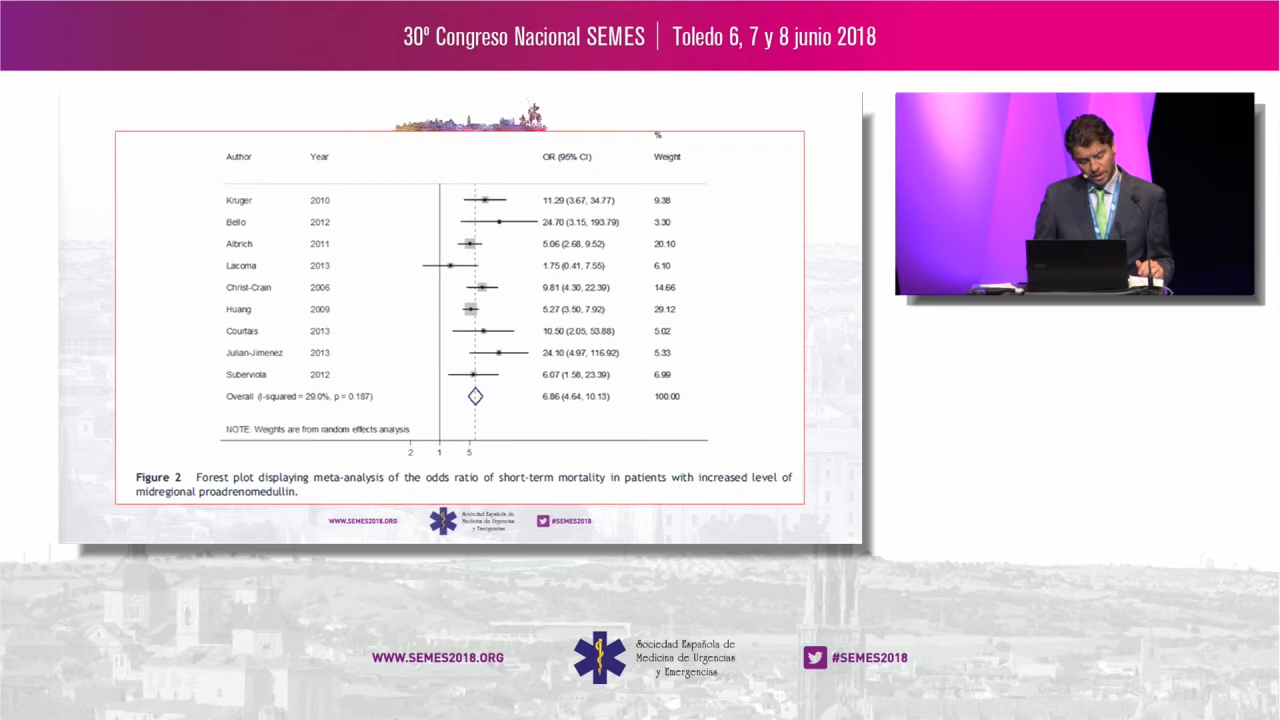 30º Congreso Nacional SEMES | Toledo 6, 7 y 8 junio 2018
%
Author Year OR (95% CI) Weight
Kruger 2010 11.29 (3.67, 34.77) 9.38
Bello 2012 24.70 (3.15, 193.79) 3.30
Albrich 2011 5.06 (2.68, 9.52) 20.10
Lacoma 2013 1.75 (0.41, 7.55) 6.10
Christ-Crain 2006 9.81 (4.30, 22.39) 14.66
Huang 2009 5.27 (3.50, 7.92) 29.12
Courtais 2013 10.50 (2.05, 53.88) 5.02
Julian-Jimenez 2013 24.10 (4.97, 116.92) 5.33
Suberviola 2012 6.07 (1.58, 23.39) 6.99
Overall (I-squared = 29.0%, p = 0.187) 6.86 (4.64, 10.13) 100.00
NOTE: Weights are from random effects analysis
2 1 5
Figure 2 Forest plot displaying meta-analysis of the odds ratio of short-term mortality in patients with increased level of
midregional proadrenomedullin.
WWW.SEMES2018.ORG
Sociedad Española de
Medicina de Urgencias
y Emergencias
#SEMES2018
WWW.SEMES2018.ORG
Sociedad Española de
Medicina de Urgencias
y Emergencias
#SEMES2018